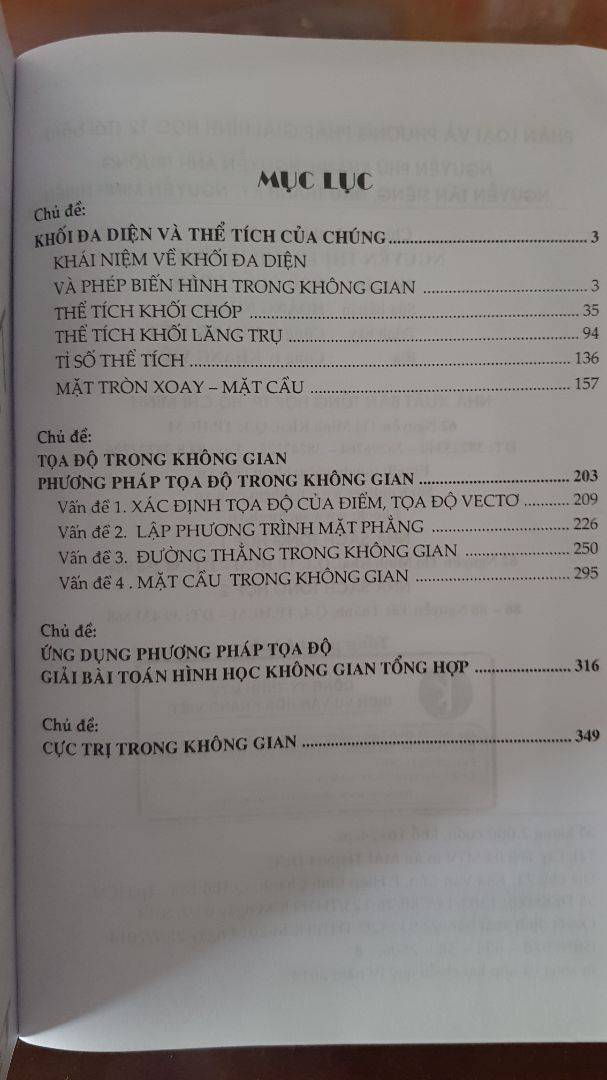 MỤC LỤC
Chủ đề:
KHỐI ĐA DIỆN VÀ THỂ TÍCH CỦA CHÚNG.......................................... 3
KHÁI NIỆM VỀ KHỐI ĐA DIỆN
VÀ PHÉP BIẾN HÌNH TRONG KHÔNG GIAN ................................... 3
THỂ TÍCH KHỐI CHÓP ..................................................................... 35
THỂ TÍCH KHỐI LĂNG TRỤ .............................................................. 94
TỈ SỐ THỂ TÍCH ............................................................................. 136
MẶT TRÒN XOAY – MẶT CẦU ....................................................... 157
Chủ đề:
TỌA ĐỘ TRONG KHÔNG GIAN
PHƯƠNG PHÁP TỌA ĐỘ TRONG KHÔNG GIAN ............................... 203
Vấn đề 1. XÁC ĐỊNH TỌA ĐỘ CỦA ĐIỂM, TỌA ĐỘ VECTƠ ............. 209
Vấn đề 2. LẬP PHƯƠNG TRÌNH MẶT PHẲNG .............................. 226
Vấn đề 3. ĐƯỜNG THẲNG TRONG KHÔNG GIAN ........................ 250
Vấn đề 4 . MẶT CẦU TRONG KHÔNG GIAN ................................ 295
Chủ đề:
ỨNG DỤNG PHƯƠNG PHÁP TỌA ĐỘ
GIẢI BÀI TOÁN HÌNH HỌC KHÔNG GIAN TỔNG HỢP .................... 316
Chủ đề:
CỰC TRỊ TRONG KHÔNG GIAN ...................................................... 349